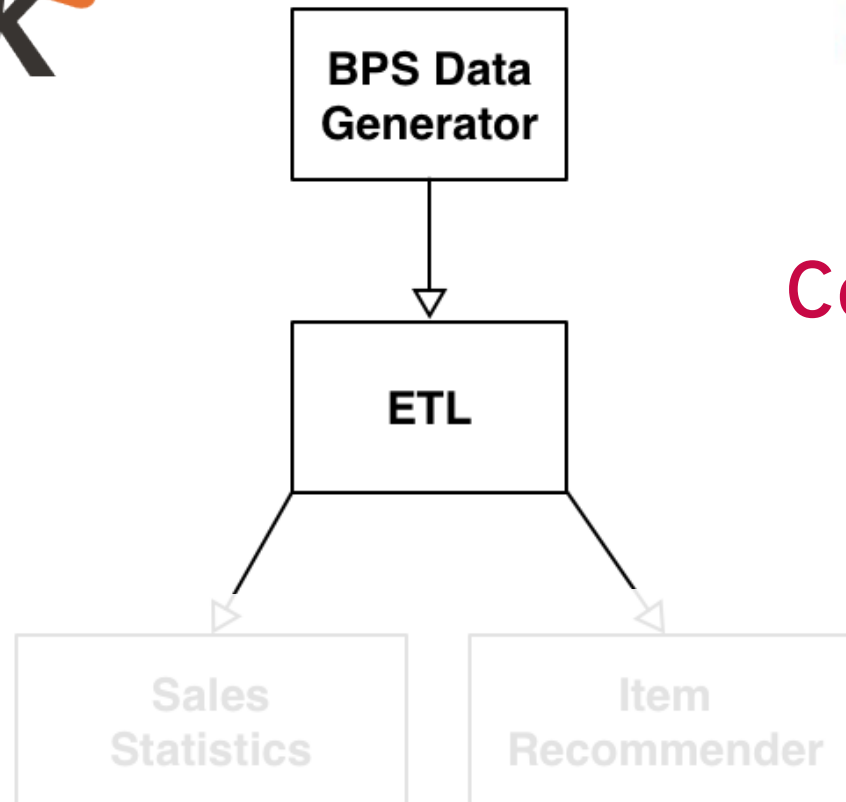 BPS Data
Generator
ETL
Sales
Statistics
Item
Recommender